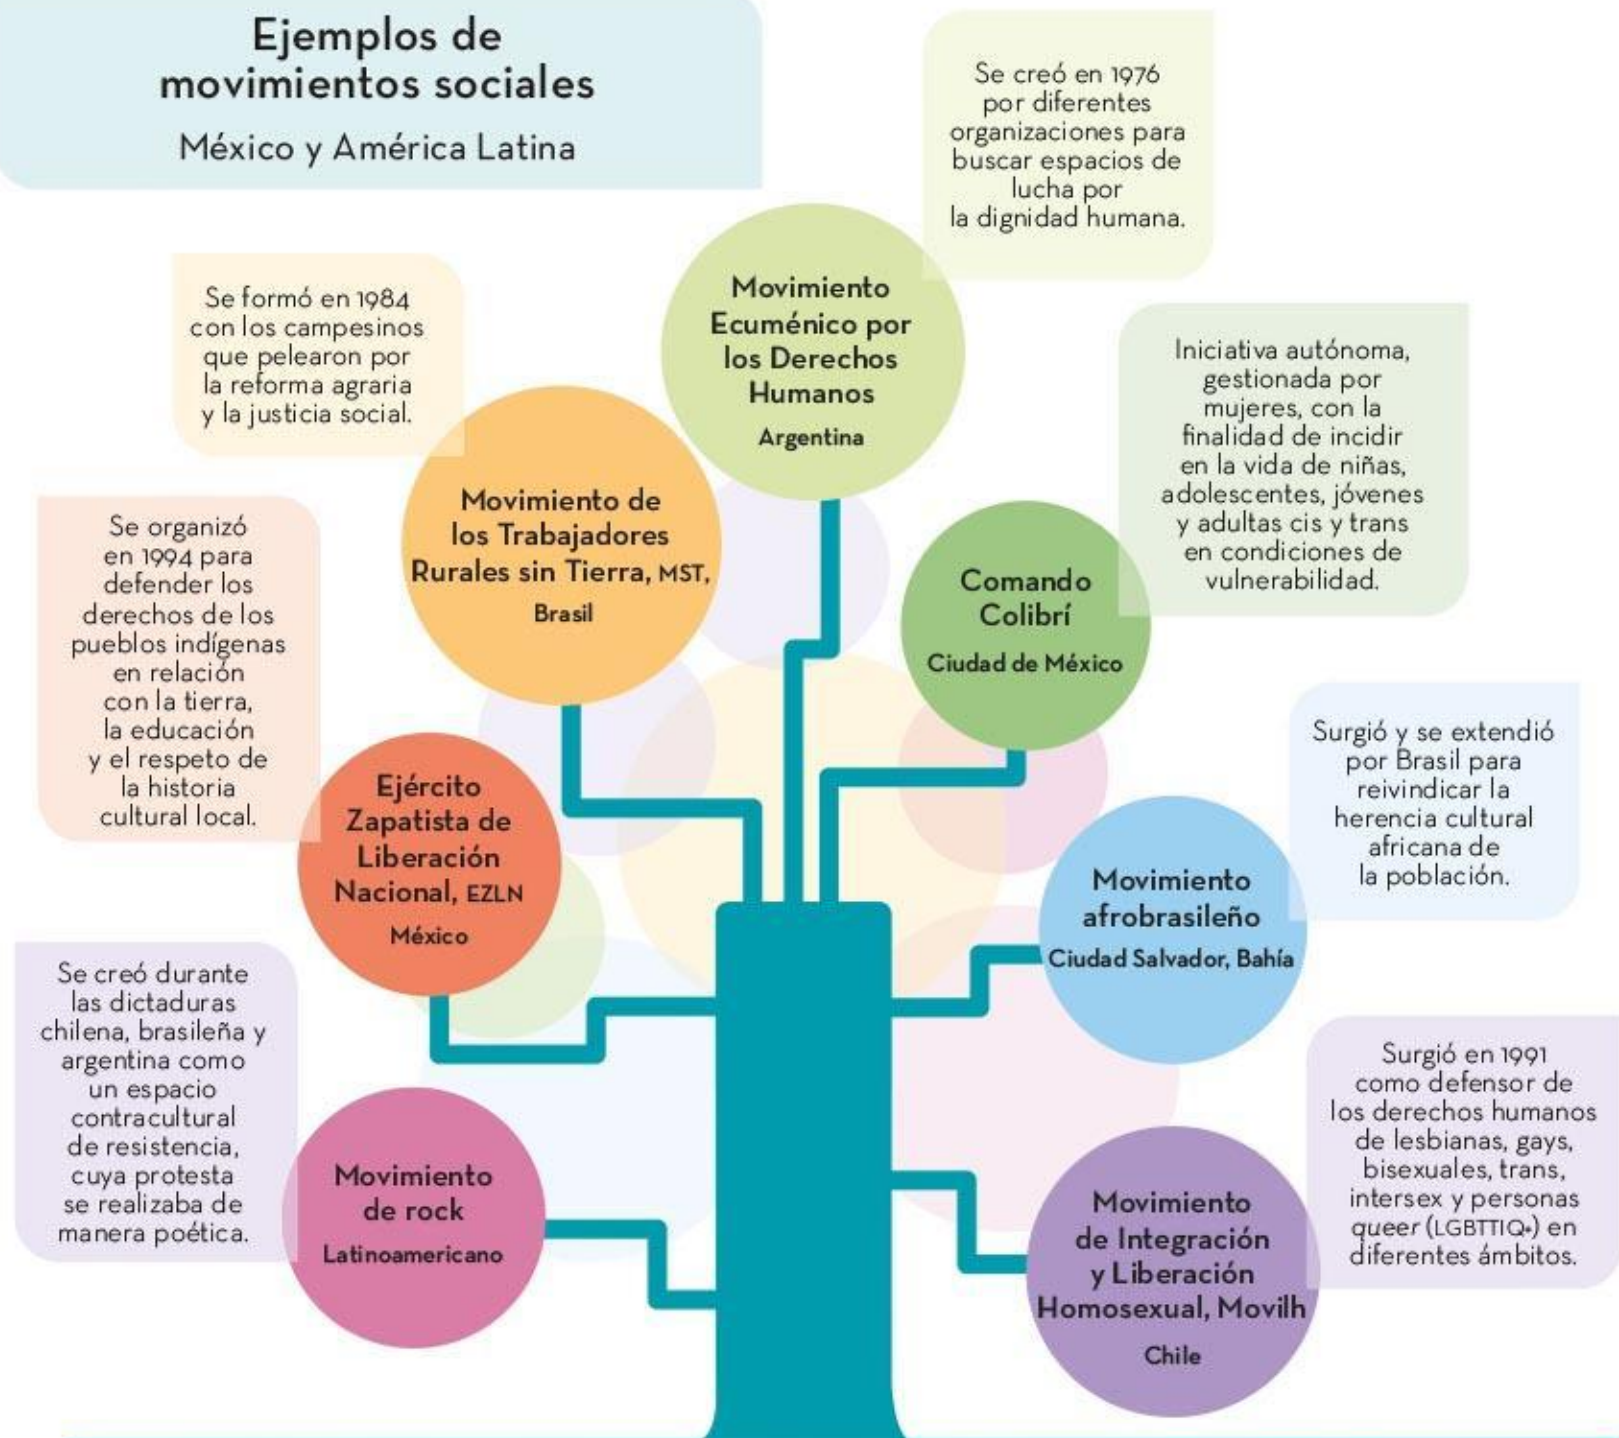 Ejemplos de
movimientos sociales
México y América Latina
Se creó en 1976
por diferentes
organizaciones para
buscar espacios de
lucha por
la dignidad humana.
Movimiento
Ecuménico por
los Derechos
Humanos
Argentina
Se formó en 1984
con los campesinos
que pelearon por
la reforma agraria
y la justicia social.
Movimiento de
los Trabajadores
Rurales sin Tierra, MST,
Brasil
Iniciativa autónoma,
gestionada por
mujeres, con la
finalidad de incidir
en la vida de niñas,
adolescentes, jóvenes
y adultas cis y trans
en condiciones de
vulnerabilidad.
Comando
Colibrí
Ciudad de México
Se organizó
en 1994 para
defender los
derechos de los
pueblos indígenas
en relación
con la tierra,
la educación
y el respeto de
la historia
cultural local.
Ejército
Zapatista de
Liberación
Nacional, EZLN
México
Surgió y se extendió
por Brasil para
reivindicar la
herencia cultural
africana de
la población.
Movimiento
afrobrasileño
Ciudad Salvador, Bahía
Se creó durante
las dictaduras
chilena, brasileña y
argentina como
un espacio
contracultural
de resistencia,
cuya protesta
se realizaba de
manera poética.
Movimiento
de rock
Latinoamericano
Surgió en 1991
como defensor de
los derechos humanos
de lesbianas, gays,
bisexuales, trans,
intersex y personas
queer (LGBTTIQ+) en
diferentes ámbitos.
Movimiento
de Integración
y Liberación
Homosexual, Movilh
Chile